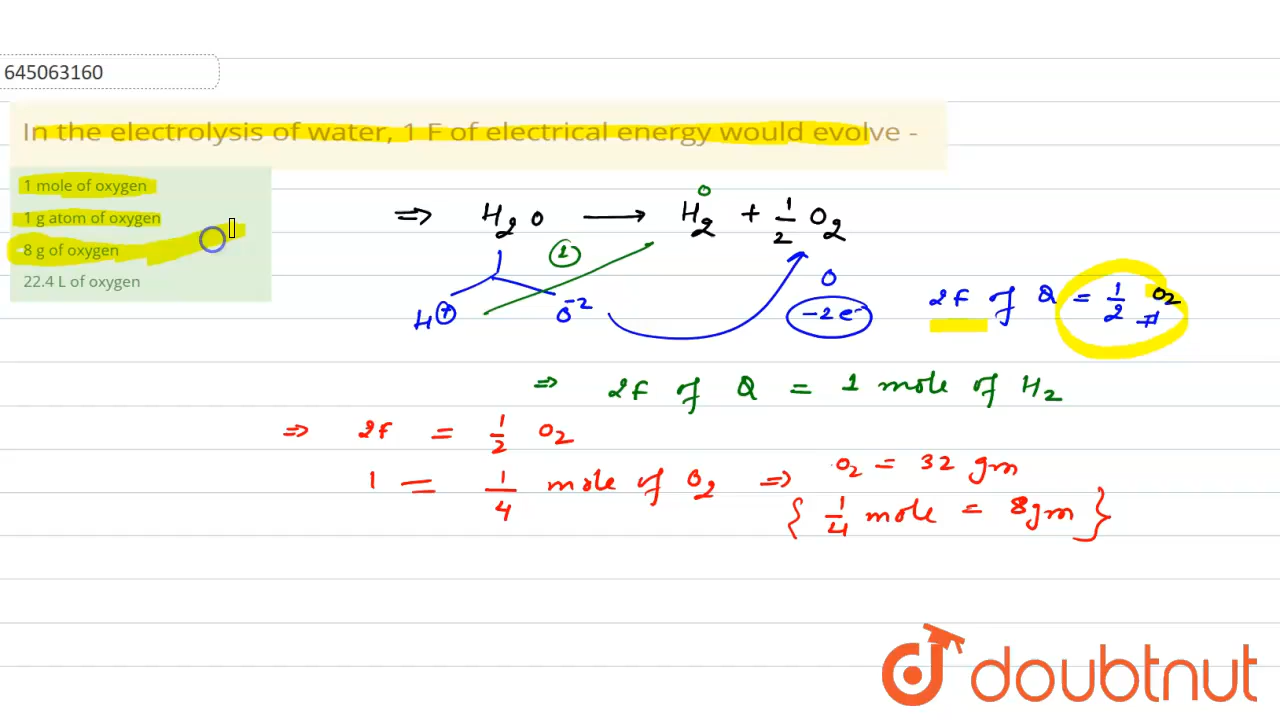 645063160
In the electrolysis of water, 1 F of electrical energy would evolve -
1 mole of oxygen
1 g atom of oxygen
8 g of oxygen
22.4 L of oxygen
⇒ H₂O ⟶ H₂⁰ + 1/2 O₂
①
H⁺ O⁻² 0
-2e⁻
2F of Q = 1/2 O₂
⇒ 2F of Q = 1 mole of H₂
⇒ 2F = 1/2 O₂
1 = 1/4 mole of O₂ ⇒ O₂ = 32 gm
{ 1/4 mole = 8gm }
doubtnut